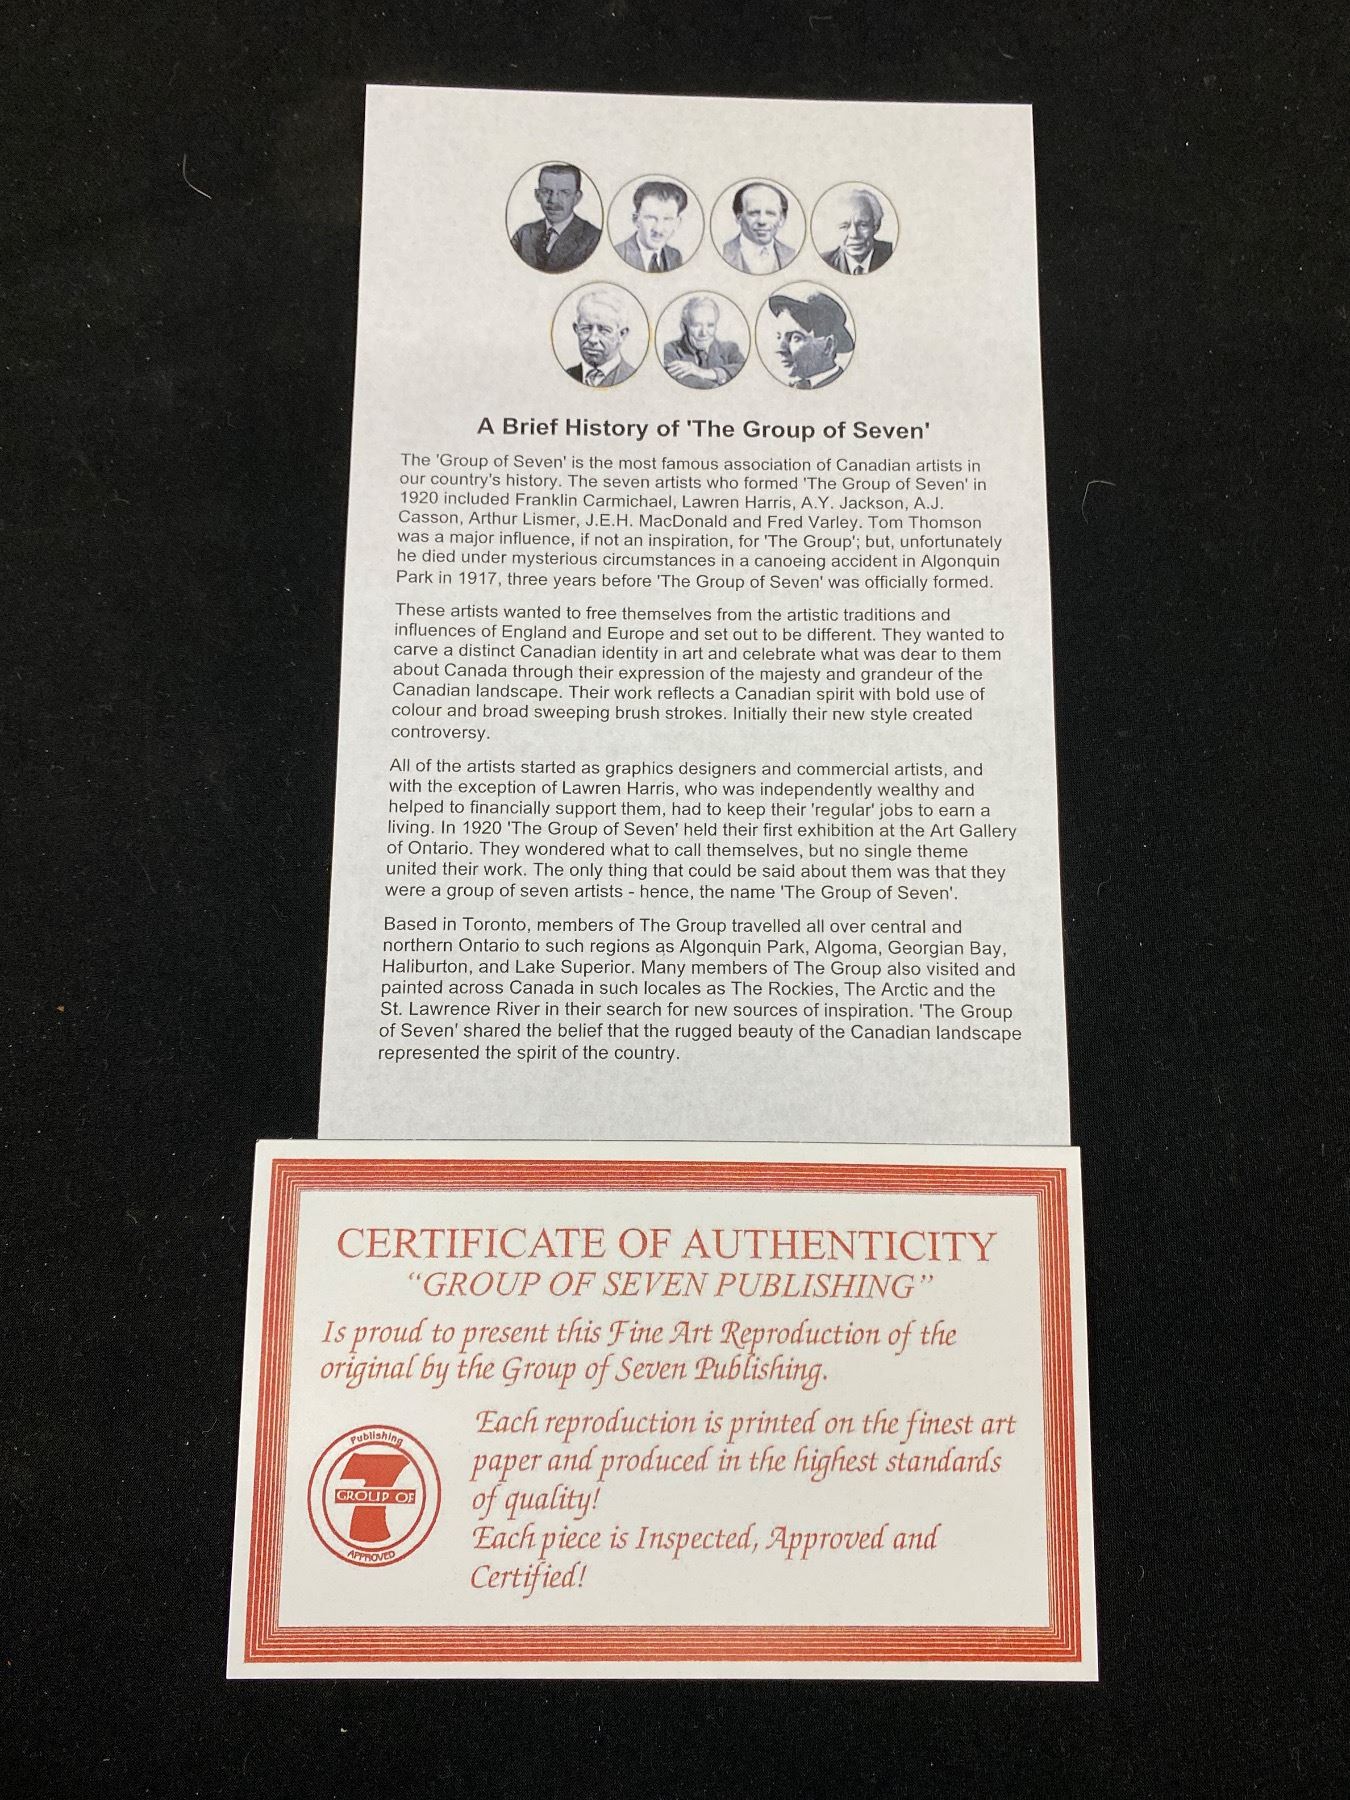 A Brief History of 'The Group of Seven'
The 'Group of Seven' is the most famous association of Canadian artists in
our country's history. The seven artists who formed 'The Group of Seven' in
1920 included Franklin Carmichael, Lawren Harris, A.Y. Jackson, A.J.
Casson, Arthur Lismer, J.E.H. MacDonald and Fred Varley. Tom Thomson
was a major influence, if not an inspiration, for 'The Group'; but, unfortunately
he died under mysterious circumstances in a canoeing accident in Algonquin
Park in 1917, three years before 'The Group of Seven' was officially formed.
These artists wanted to free themselves from the artistic traditions and
influences of England and Europe and set out to be different. They wanted to
carve a distinct Canadian identity in art and celebrate what was dear to them
about Canada through their expression of the majesty and grandeur of the
Canadian landscape. Their work reflects a Canadian spirit with bold use of
colour and broad sweeping brush strokes. Initially their new style created
controversy.
All of the artists started as graphics designers and commercial artists, and
with the exception of Lawren Harris, who was independently wealthy and
helped to financially support them, had to keep their 'regular' jobs to earn a
living. In 1920 'The Group of Seven' held their first exhibition at the Art Gallery
of Ontario. They wondered what to call themselves, but no single theme
united their work. The only thing that could be said about them was that they
were a group of seven artists - hence, the name 'The Group of Seven'.
Based in Toronto, members of The Group travelled all over central and
northern Ontario to such regions as Algonquin Park, Algoma, Georgian Bay,
Haliburton, and Lake Superior. Many members of The Group also visited and
painted across Canada in such locales as The Rockies, The Arctic and the
St. Lawrence River in their search for new sources of inspiration. 'The Group
of Seven' shared the belief that the rugged beauty of the Canadian landscape
represented the spirit of the country.
CERTIFICATE OF AUTHENTICITY
“GROUP OF SEVEN PUBLISHING”
Is proud to present this Fine Art Reproduction of the
original by the Group of Seven Publishing.
Each reproduction is printed on the finest art
paper and produced in the highest standards
of quality!
Each piece is Inspected, Approved and
Certified!
Publishing
7
GROUP OF
APPROVED